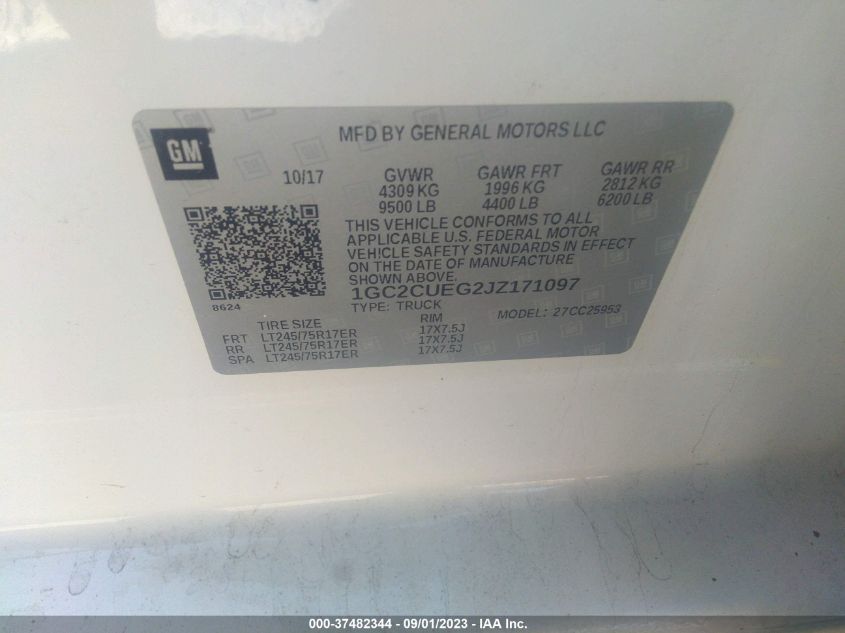 GM
MFD BY GENERAL MOTORS LLC
10/17 GVWR GAWR FRT GAWR RR
4309 KG 1996 KG 2812 KG
9500 LB 4400 LB 6200 LB
THIS VEHICLE CONFORMS TO ALL
APPLICABLE U.S. FEDERAL MOTOR
VEHICLE SAFETY STANDARDS IN EFFECT
ON THE DATE OF MANUFACTURE
SHOWN ABOVE.
8624
1GC2CUEG2JZ171097
TYPE: TRUCK MODEL: 27CC25953
TIRE SIZE RIM
FRT LT245/75R17ER 17X7.5J
RR LT245/75R17ER 17X7.5J
SPA LT245/75R17ER 17X7.5J
000-37482344 - 09/01/2023 - IAA Inc.